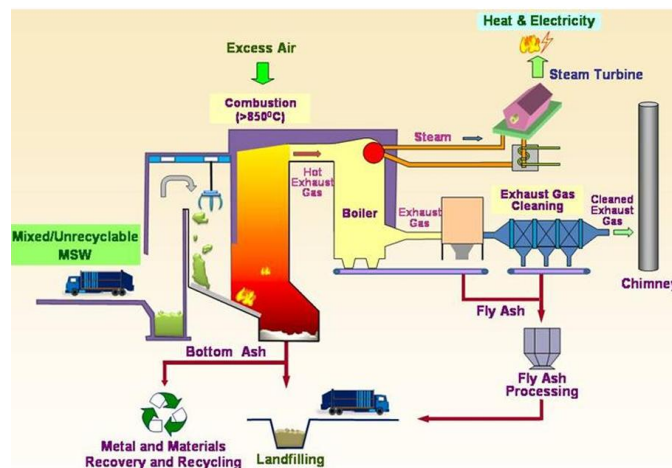 Heat & Electricity
Excess Air
Steam Turbine
Combustion
(>850⁰C)
Steam
Hot
Exhaust
Gas
Boiler
Exhaust Gas
Exhaust Gas
Cleaning
Cleaned
Exhaust
Gas
Mixed/Unrecyclable
MSW
Chimney
Fly Ash
Bottom Ash
Fly Ash
Processing
Metal and Materials
Recovery and Recycling
Landfilling